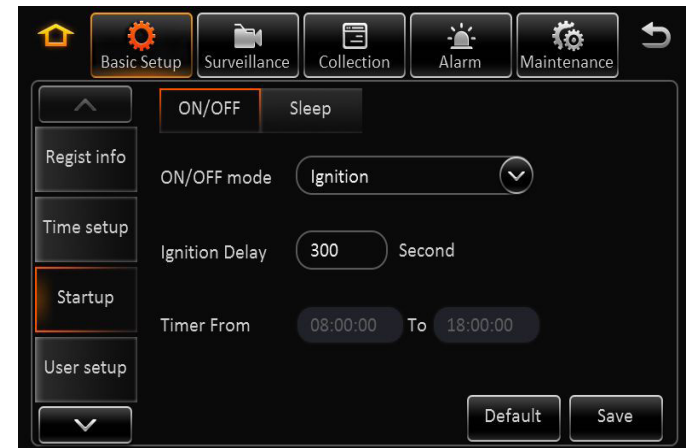 Basic Setup Surveillance Collection Alarm Maintenance
ON/OFF Sleep
Regist info
ON/OFF mode Ignition
Time setup
Ignition Delay 300 Second
Startup
Timer From 08:00:00 To 18:00:00
User setup
Default Save